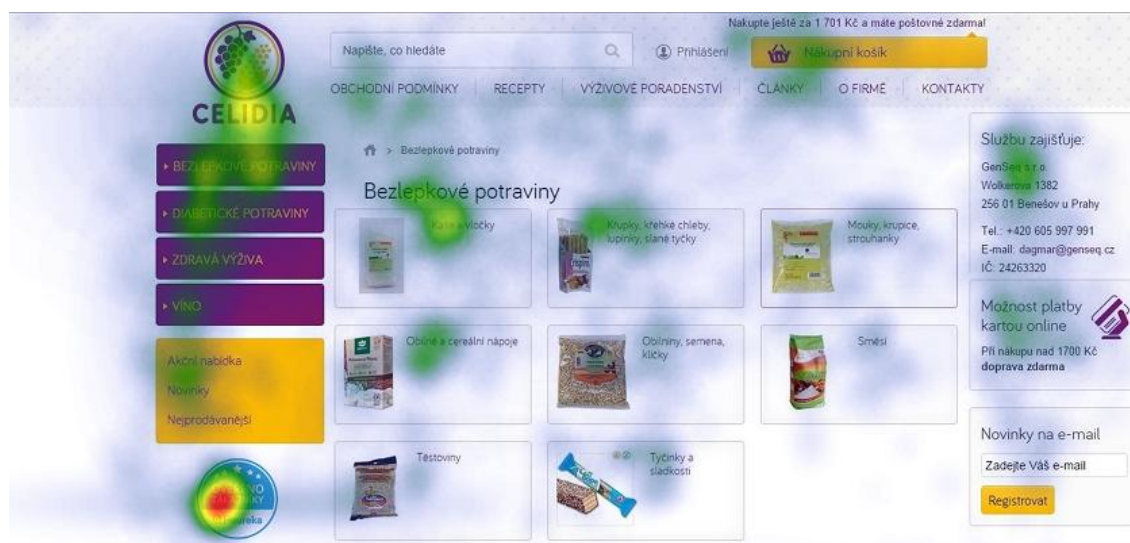 Nakupte ještě za 1 701 Kč a máte poštovné zdarma!
Napište, co hledáte
Přihlášení
Nákupní košík
OBCHODNÍ PODMÍNKY
RECEPTY
VÝŽIVOVÉ PORADENSTVÍ
ČLÁNKY
O FIRMĚ
KONTAKTY
CELIDIA
BEZLEPKOVÉ POTRAVINY
DIABETICKÉ POTRAVINY
ZDRAVÁ VÝŽIVA
VÍNO
Akční nabídka
Novinky
Nejprodávanější
> Bezlepkové potraviny
Bezlepkové potraviny
Kaše a vločky
Krupky, křehké chleby,
lupínky, slané tyčky
Mouky, krupice,
strouhanky
Obilné a cereální nápoje
Obilniny, semena,
klíčky
Směsi
Těstoviny
Tyčinky a
sladkosti
Službu zajišťuje:
GenSeq s.r.o.
Wolkerova 1382
256 01 Benešov u Prahy
Tel.: +420 605 997 991
E-mail: dagmar@genseq.cz
IČ: 24263320
Možnost platby
kartou online
Při nákupu nad 1700 Kč
doprava zdarma
Novinky na e-mail
Zadejte Váš e-mail
Registrovat